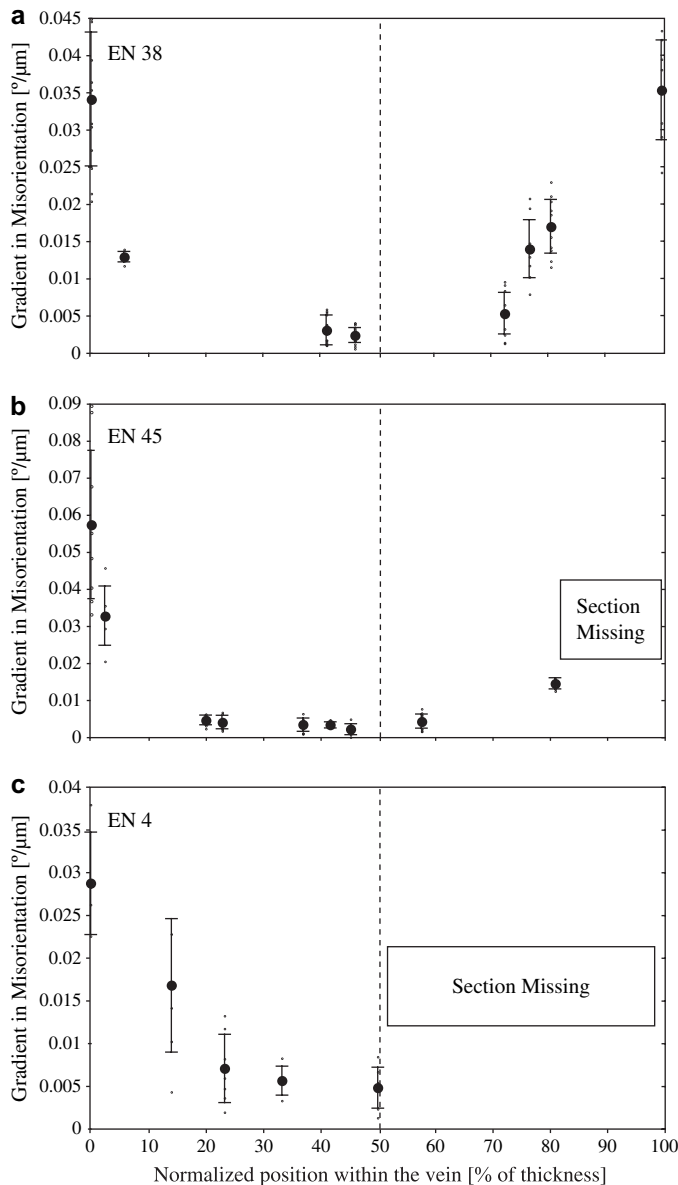 a
EN 38
Gradient in Misorientation [°/μm]
0.045
0.04
0.035
0.03
0.025
0.02
0.015
0.01
0.005
0
b
EN 45
Gradient in Misorientation [°/μm]
0.09
0.08
0.07
0.06
0.05
0.04
0.03
0.02
0.01
0
Section
Missing
c
EN 4
Gradient in Misorientation [°/μm]
0.04
0.035
0.03
0.025
0.02
0.015
0.01
0.005
0
Section Missing
0 10 20 30 40 50 60 70 80 90 100
Normalized position within the vein [% of thickness]